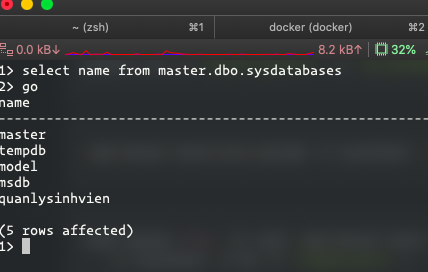 ~ (zsh) ⌘1 docker (docker) ⌘2
0.0 kB↓ 8.2 kB↑ 32%
1> select name from master.dbo.sysdatabases
2> go
name
--------------------------------------------------------
master
tempdb
model
msdb
quanlysinhvien
(5 rows affected)
1>